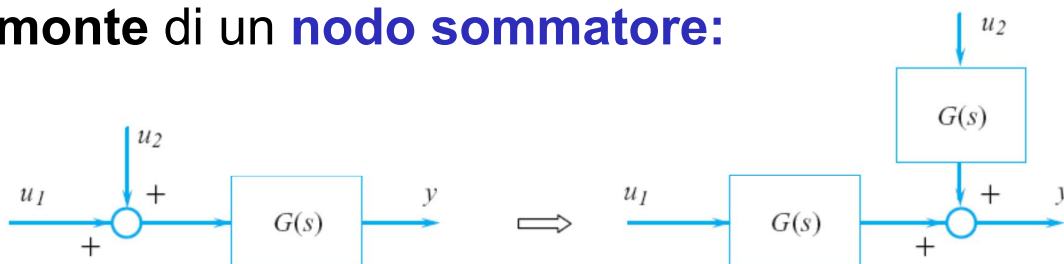 monte di un nodo sommatore:
u2
G(s)
u2
u1 + y u1 + y
G(s) G(s)
+ +